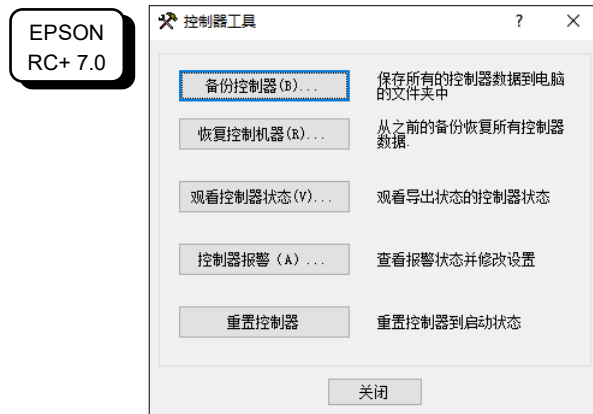 EPSON
RC+ 7.0
控制器工具
?
备份控制器(B)...
保存所有的控制器数据到电脑
的文件夹中
恢复控制机器(R)...
从之前的备份恢复所有控制器
数据.
观看控制器状态(V)...
观看导出状态的控制器状态
控制器报警 (A) ...
查看报警状态并修改设置
重置控制器
重置控制器到启动状态
关闭